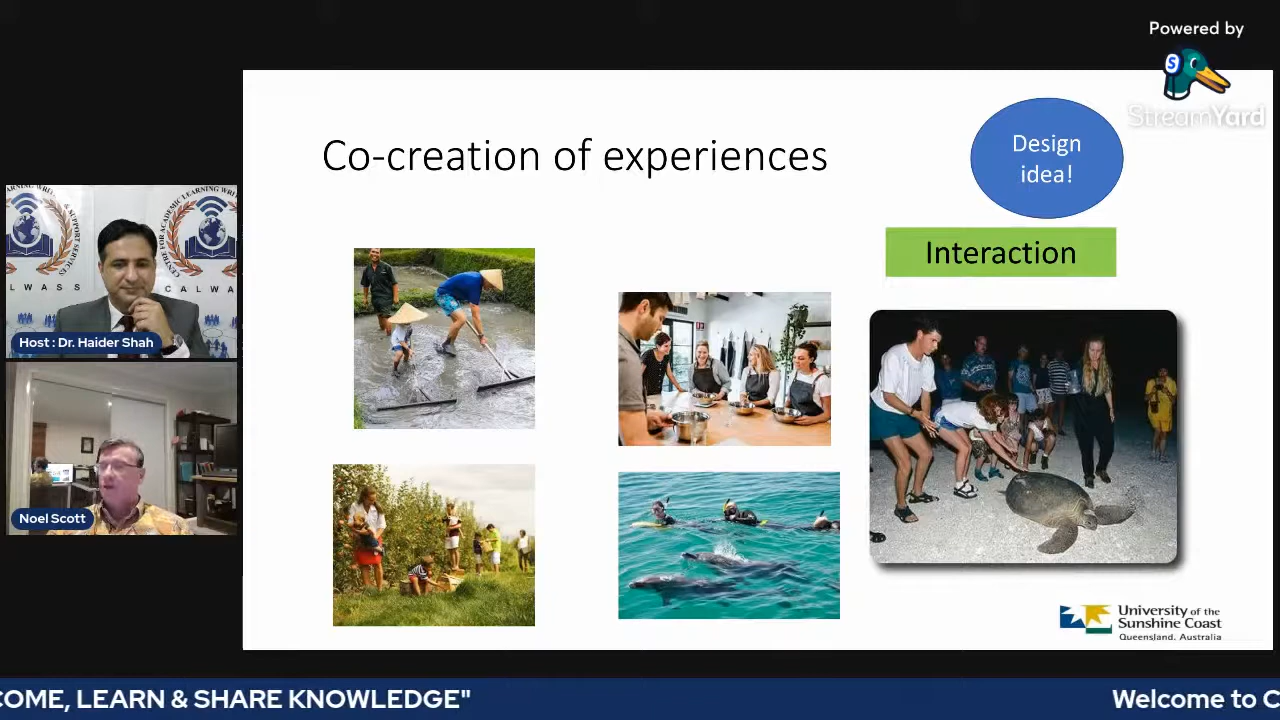 Powered by
StreamYard
Co-creation of experiences
Design
idea!
Interaction
Host : Dr. Haider Shah
CALWASS
Noel Scott
University of the
Sunshine Coast
Queensland, Australia
COME, LEARN & SHARE KNOWLEDGE"
Welcome to C